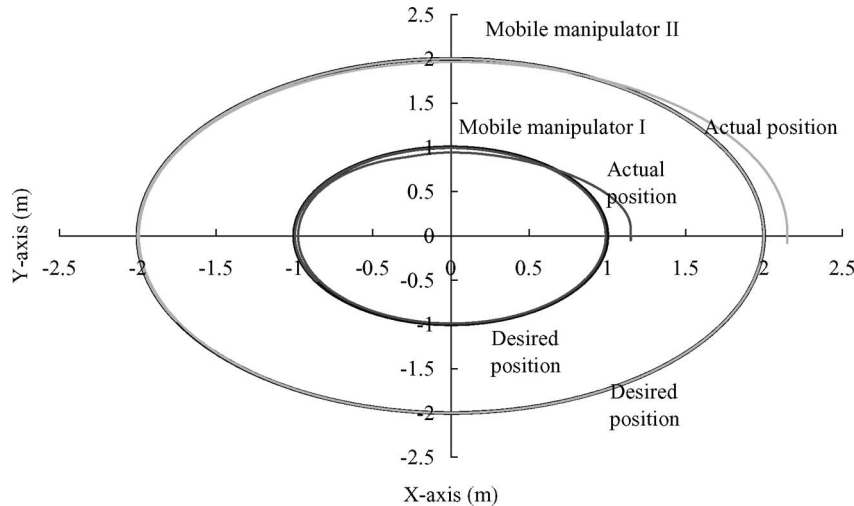 2.5
Mobile manipulator II
2
1.5
Actual position
1
Mobile manipulator I
Actual
position
0.5
Y-axis (m)
0
-2.5 -2 -1.5 -1 -0.5 0 0.5 1 1.5 2 2.5
-0.5
-1
Desired
position
-1.5
Desired
position
-2
-2.5
X-axis (m)